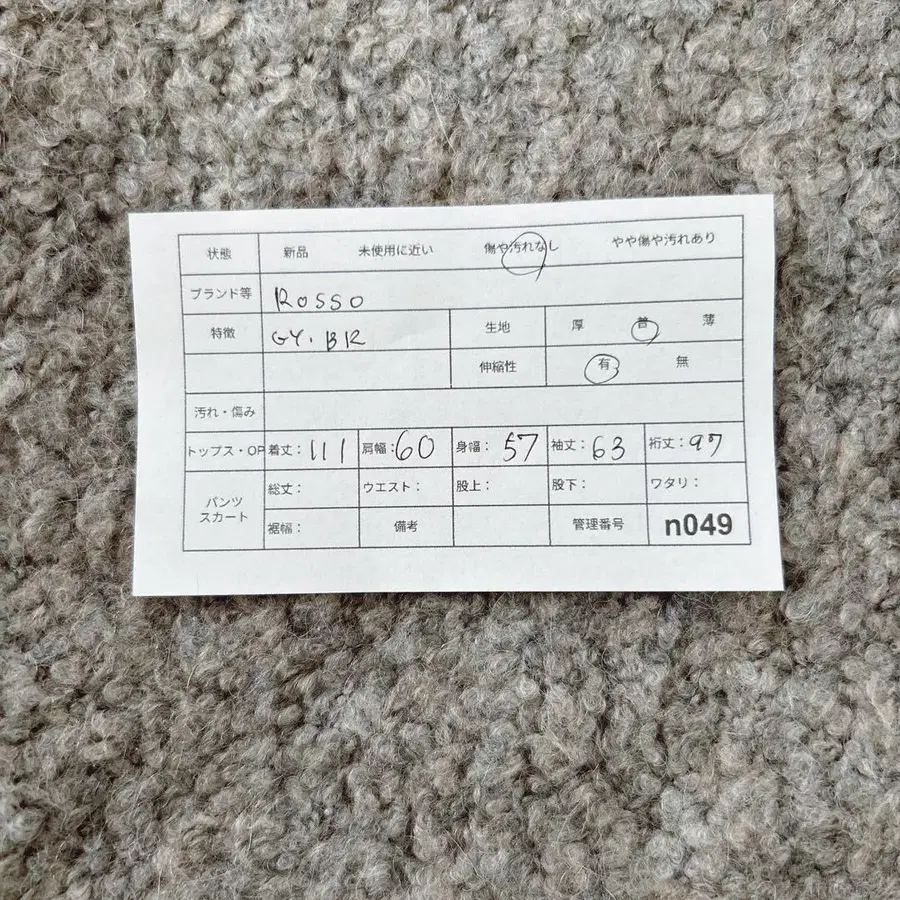 状態 新品 未使用に近い 傷や汚れなし やや傷や汚れあり
ブランド等 ROSSO
特徴 GY.BR 生地 厚 普 薄
伸縮性 有 無
汚れ・傷み
トップス・OP 着丈：111 肩幅：60 身幅：57 袖丈：63 裄丈：97
パンツ スカート 総丈： ウエスト： 股上： 股下： ワタリ：
裾幅： 備考 管理番号 n049